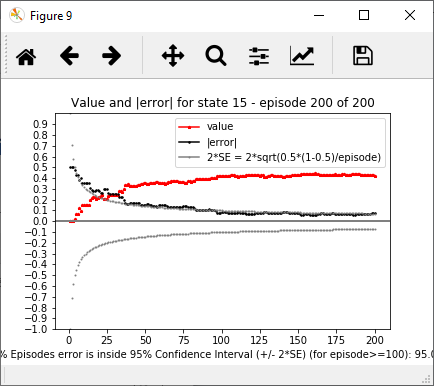 Figure 9
Value and |error| for state 15 - episode 200 of 200
value
|error|
2*SE = 2*sqrt(0.5*(1-0.5)/episode)
0.9
0.8
0.7
0.6
0.5
0.4
0.3
0.2
0.1
0.0
−0.1
−0.2
−0.3
−0.4
−0.5
−0.6
−0.7
−0.8
−0.9
−1.0
0 25 50 75 100 125 150 175 200
% Episodes error is inside 95% Confidence Interval (+/- 2*SE) (for episode>=100): 95.0